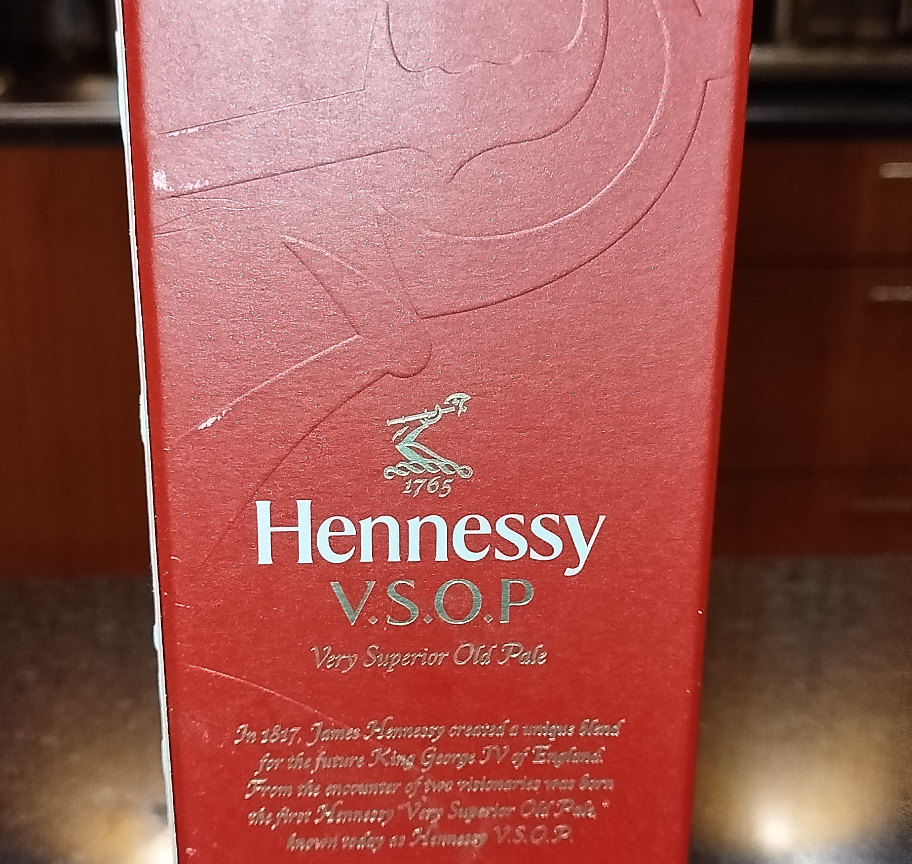 1765
Hennessy
V.S.O.P
Very Superior Old Pale
In 1817, James Hennessy created a unique blend
for the future King George IV of England.
From the encounter of two visionaries was born
the first Hennessy "Very Superior Old Pale,"
known today as Hennessy V.S.O.P.